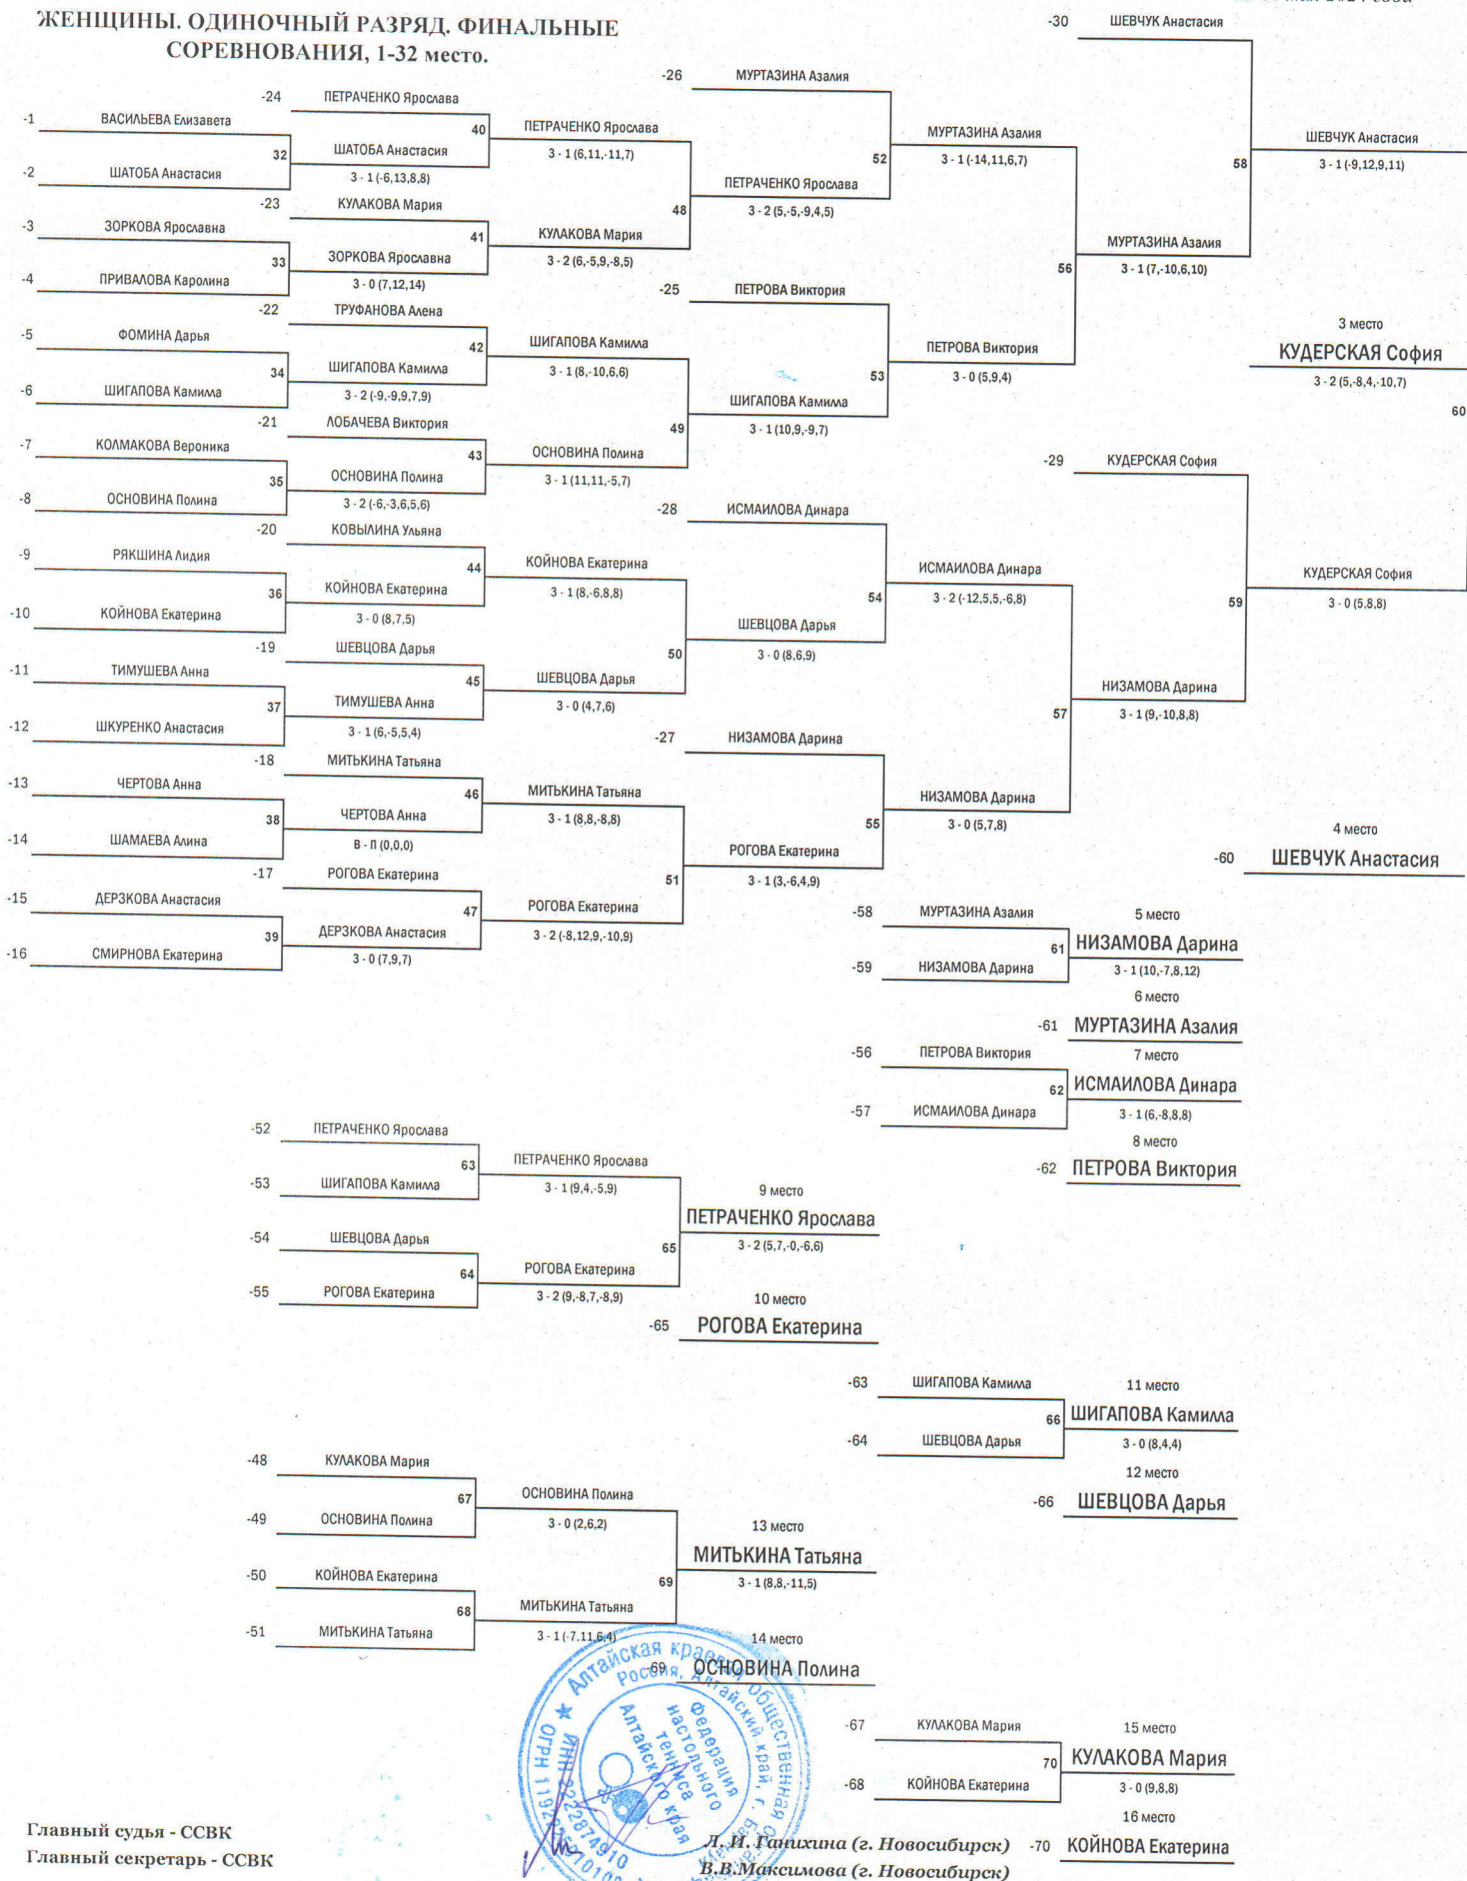 ЖЕНЩИНЫ. ОДИНОЧНЫЙ РАЗРЯД. ФИНАЛЬНЫЕ
СОРЕВНОВАНИЯ, 1-32 место.
-1 ВАСИЛЬЕВА Елизавета
32
-2 ШАТОБА Анастасия
-3 ЗОРКОВА Ярославна
33
-4 ПРИВАЛОВА Каролина
-5 ФОМИНА Дарья
34
-6 ШИГАПОВА Камилла
-7 КОЛМАКОВА Вероника
35
-8 ОСНОВИНА Полина
-9 РЯКШИНА Лидия
36
-10 КОЙНОВА Екатерина
-11 ТИМУШЕВА Анна
37
-12 ШКУРЕНКО Анастасия
-13 ЧЕРТОВА Анна
38
-14 ШАМАЕВА Алина
-15 ДЕРЗКОВА Анастасия
39
-16 СМИРНОВА Екатерина
-24 ПЕТРАЧЕНКО Ярослава
40
ШАТОБА Анастасия
3 - 1 (-6,13,8,8)
-23 КУЛАКОВА Мария
41
ЗОРКОВА Ярославна
3 - 0 (7,12,14)
-22 ТРУФАНОВА Алена
42
ШИГАПОВА Камилла
3 - 2 (-9,-9,9,7,9)
-21 ЛОБАЧЕВА Виктория
43
ОСНОВИНА Полина
3 - 2 (-6,-3,6,5,6)
-20 КОВЫЛИНА Ульяна
44
КОЙНОВА Екатерина
3 - 0 (8,7,5)
-19 ШЕВЦОВА Дарья
45
ТИМУШЕВА Анна
3 - 1 (6,-5,5,4)
-18 МИТЬКИНА Татьяна
46
ЧЕРТОВА Анна
В - П (0,0,0)
-17 РОГОВА Екатерина
47
ДЕРЗКОВА Анастасия
3 - 0 (7,9,7)
ПЕТРАЧЕНКО Ярослава
3 - 1 (6,11,-11,7)
48
КУЛАКОВА Мария
3 - 2 (6,-5,9,-8,5)
ШИГАПОВА Камилла
3 - 1 (8,-10,6,6)
49
ОСНОВИНА Полина
3 - 1 (11,11,-5,7)
КОЙНОВА Екатерина
3 - 1 (8,-6,8,8)
50
ШЕВЦОВА Дарья
3 - 0 (4,7,6)
МИТЬКИНА Татьяна
3 - 1 (8,8,-8,8)
51
РОГОВА Екатерина
3 - 2 (-8,12,9,-10,9)
-26 МУРТАЗИНА Азалия
52
ПЕТРАЧЕНКО Ярослава
3 - 2 (5,-5,-9,4,5)
-25 ПЕТРОВА Виктория
53
ШИГАПОВА Камилла
3 - 1 (10,9,-9,7)
-28 ИСМАИЛОВА Динара
54
ШЕВЦОВА Дарья
3 - 0 (8,6,9)
-27 НИЗАМОВА Дарина
55
РОГОВА Екатерина
3 - 1 (3,-6,4,9)
МУРТАЗИНА Азалия
3 - 1 (-14,11,6,7)
56
ПЕТРОВА Виктория
3 - 0 (5,9,4)
ИСМАИЛОВА Динара
3 - 2 (-12,5,5,-6,8)
57
НИЗАМОВА Дарина
3 - 0 (5,7,8)
-30 ШЕВЧУК Анастасия
58
МУРТАЗИНА Азалия
3 - 1 (7,-10,6,10)
-29 КУДЕРСКАЯ София
59
НИЗАМОВА Дарина
3 - 1 (9,-10,8,8)
ШЕВЧУК Анастасия
3 - 1 (-9,12,9,11)
3 место
КУДЕРСКАЯ София
3 - 2 (5,-8,4,-10,7)
60
КУДЕРСКАЯ София
3 - 0 (5,8,8)
4 место
-60 ШЕВЧУК Анастасия
-58 МУРТАЗИНА Азалия
5 место
61 НИЗАМОВА Дарина
-59 НИЗАМОВА Дарина
3 - 1 (10,-7,8,12)
6 место
-61 МУРТАЗИНА Азалия
-56 ПЕТРОВА Виктория
7 место
62 ИСМАИЛОВА Динара
-57 ИСМАИЛОВА Динара
3 - 1 (6,-8,8,8)
8 место
-62 ПЕТРОВА Виктория
-52 ПЕТРАЧЕНКО Ярослава
63
-53 ШИГАПОВА Камилла
ПЕТРАЧЕНКО Ярослава
3 - 1 (9,4,-5,9)
-54 ШЕВЦОВА Дарья
64
-55 РОГОВА Екатерина
РОГОВА Екатерина
3 - 2 (9,-8,7,-8,9)
9 место
ПЕТРАЧЕНКО Ярослава
65
3 - 2 (5,7,-0,-6,6)
10 место
-65 РОГОВА Екатерина
-63 ШИГАПОВА Камилла
11 место
66 ШИГАПОВА Камилла
-64 ШЕВЦОВА Дарья
3 - 0 (8,4,4)
12 место
-66 ШЕВЦОВА Дарья
-48 КУЛАКОВА Мария
67
-49 ОСНОВИНА Полина
ОСНОВИНА Полина
3 - 0 (2,6,2)
-50 КОЙНОВА Екатерина
68
-51 МИТЬКИНА Татьяна
МИТЬКИНА Татьяна
3 - 1 (-7,11,6,4)
13 место
МИТЬКИНА Татьяна
69
3 - 1 (8,8,-11,5)
14 место
-69 ОСНОВИНА Полина
-67 КУЛАКОВА Мария
15 место
70 КУЛАКОВА Мария
-68 КОЙНОВА Екатерина
3 - 0 (9,8,8)
16 место
-70 КОЙНОВА Екатерина
Алтайская краевая общественная
Россия, Алтайский край, г.
Федерация
настольного
тенниса
Алтайского края
ИНН 2222874910
Главный судья - ССВК
Л. И. Ганихина (г. Новосибирск)
Главный секретарь - ССВК
В.В.Максимова (г. Новосибирск)